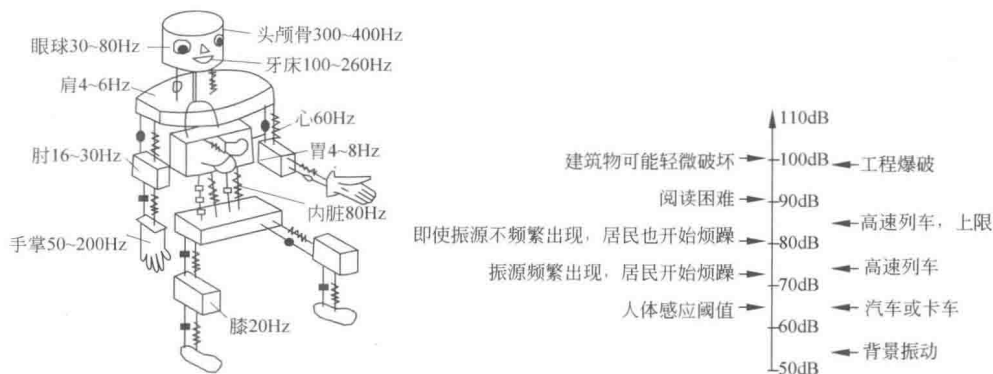 眼球30~80Hz
头颅骨300~400Hz
牙床100~260Hz
肩4~6Hz
心60Hz
肘16~30Hz
胃4~8Hz
内脏80Hz
手掌50~200Hz
膝20Hz
110dB
建筑物可能轻微破坏
100dB
工程爆破
阅读困难
90dB
高速列车，上限
即使振源不频繁出现，居民也开始烦躁
80dB
振源频繁出现，居民开始烦躁
高速列车
70dB
人体感应阈值
汽车或卡车
60dB
背景振动
50dB